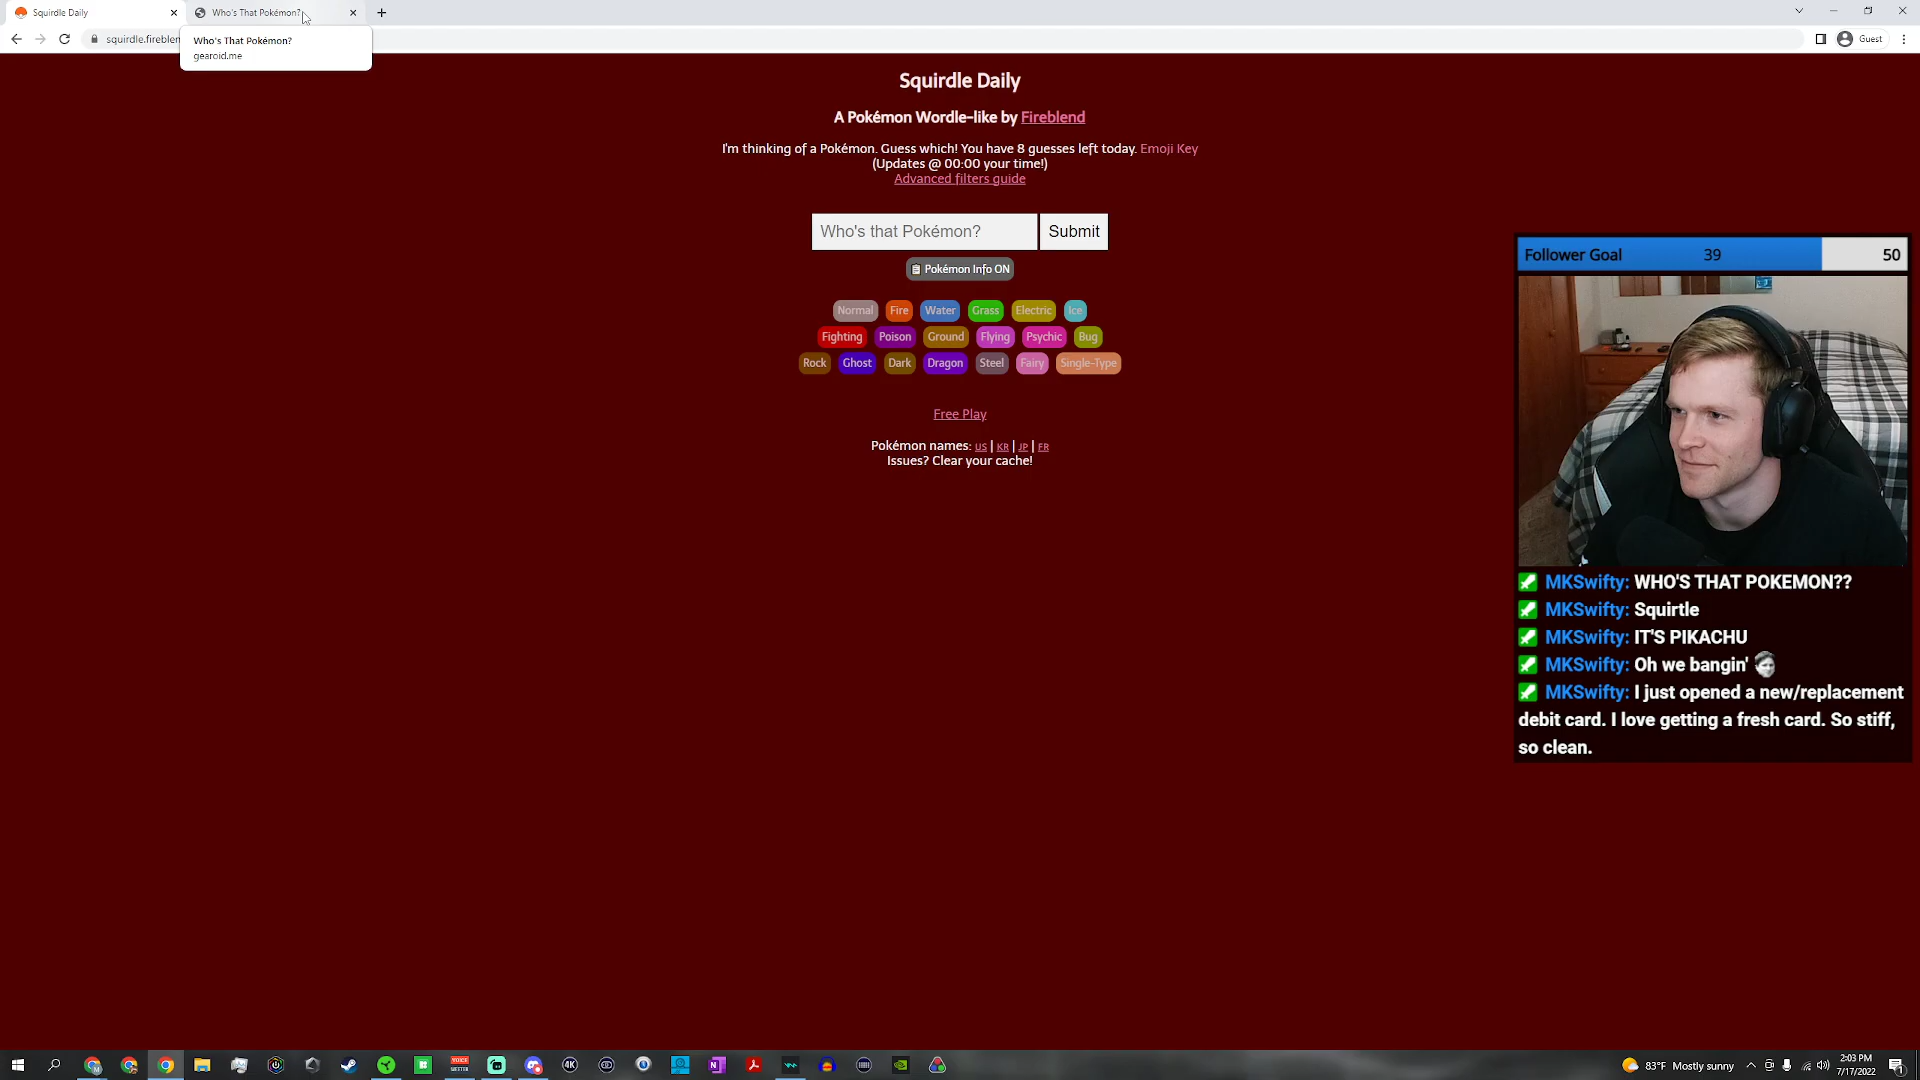 Squirdle Daily
Who's That Pokémon?
squirdle.fireblen
Who's That Pokémon?
gearoid.me
Guest
Squirdle Daily
A Pokémon Wordle-like by Fireblend
I'm thinking of a Pokémon. Guess which! You have 8 guesses left today. Emoji Key
(Updates @ 00:00 your time!)
Advanced filters guide
Who's that Pokémon? Submit
Pokémon Info ON
Normal Fire Water Grass Electric Ice
Fighting Poison Ground Flying Psychic Bug
Rock Ghost Dark Dragon Steel Fairy Single-Type
Free Play
Pokémon names: US | KR | JP | FR
Issues? Clear your cache!
Follower Goal 39 50
MKSwifty: WHO'S THAT POKEMON??
MKSwifty: Squirtle
MKSwifty: IT'S PIKACHU
MKSwifty: Oh we bangin'
MKSwifty: I just opened a new/replacement
debit card. I love getting a fresh card. So stiff,
so clean.
4K
83°F Mostly sunny
2:03 PM
7/17/2022